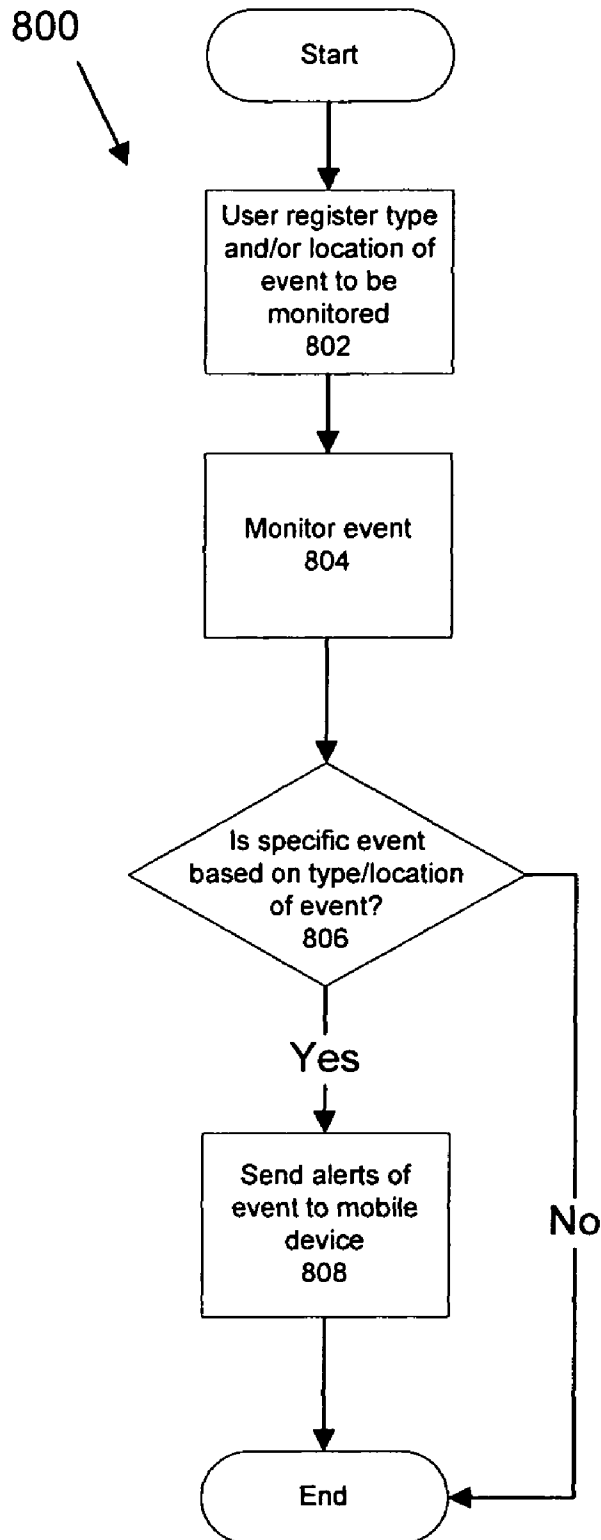 800
Start
User register type
and/or location of
event to be
monitored
802
Monitor event
804
Is specific event
based on type/location
of event?
806
Yes
Send alerts of
event to mobile
device
808
No
End